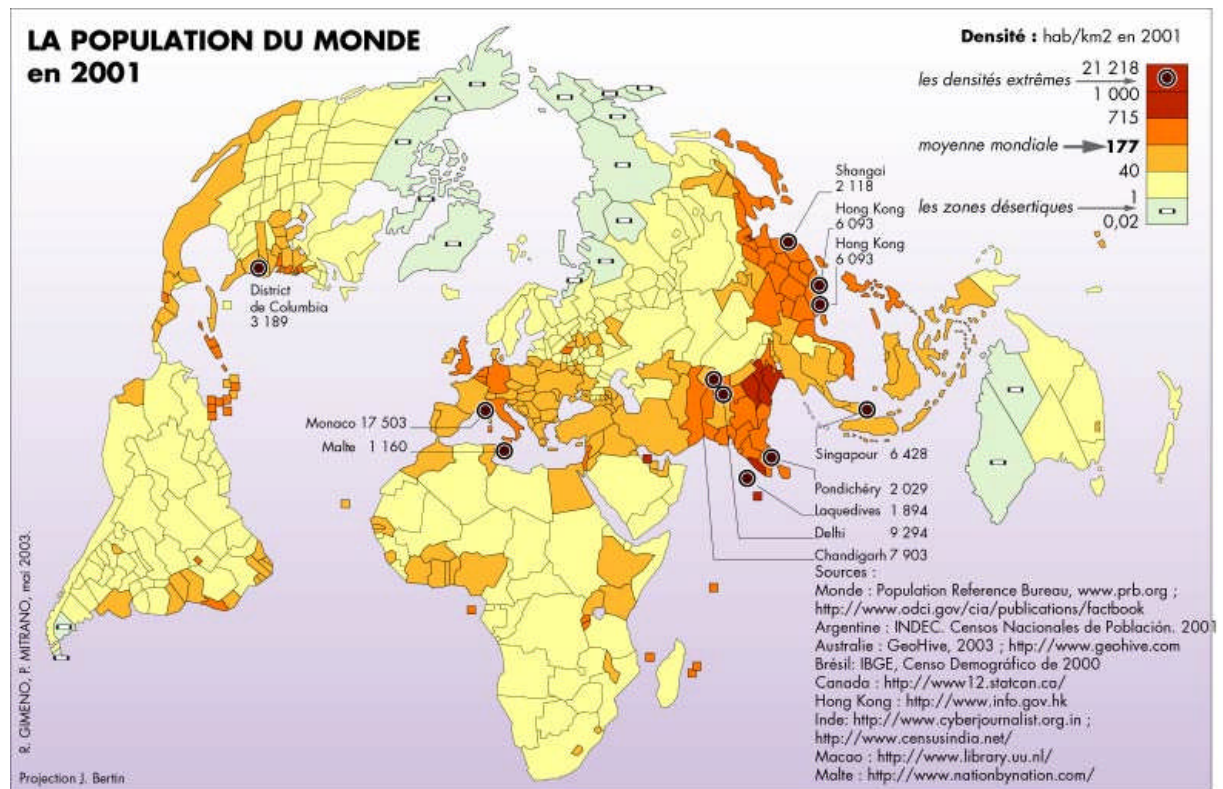 LA POPULATION DU MONDE
en 2001
Densité : hab/km2 en 2001
21 218
les densités extrêmes
1 000
715
moyenne mondiale
177
40
1
les zones désertiques
0,02
Shangai
2 118
Hong Kong
6 093
Hong Kong
6 093
District
de Columbia
3 189
Monaco 17 503
Malte 1 160
Singapour 6 428
Pondichéry 2 029
Laquedives 1 894
Delhi 9 294
Chandigarh 7 903
Sources :
Monde : Population Reference Bureau, www.prb.org ;
http://www.odci.gov/cia/publications/factbook
Argentine : INDEC. Censos Nacionales de Población. 2001
Australie : GeoHive, 2003 ; http://www.geohive.com
Brésil: IBGE, Censo Demográfico de 2000
Canada : http://www12.statcan.ca/
Hong Kong : http://www.info.gov.hk
Inde: http://www.cyberjournalist.org.in ;
http://www.censusindia.net/
Macao : http://www.library.uu.nl/
Malte : http://www.nationbynation.com/
R. GIMENO, P. MITRANO, mai 2003.
Projection J. Bertin